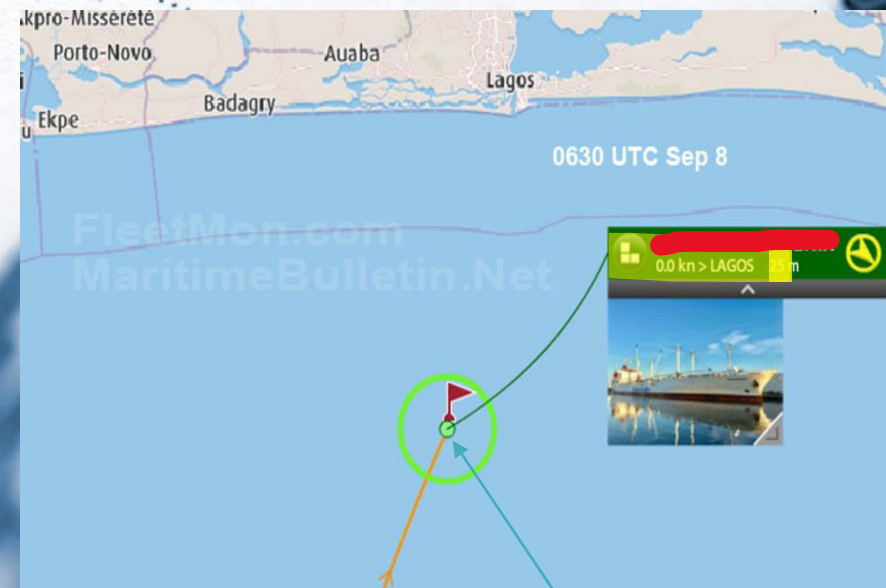 Akpro-Missérété
Porto-Novo
Auaba
Lagos
Badagry
Ekpe
0630 UTC Sep 8
FleetMon.com
MaritimeBulletin.Net
0.0 kn > LAGOS 25 m